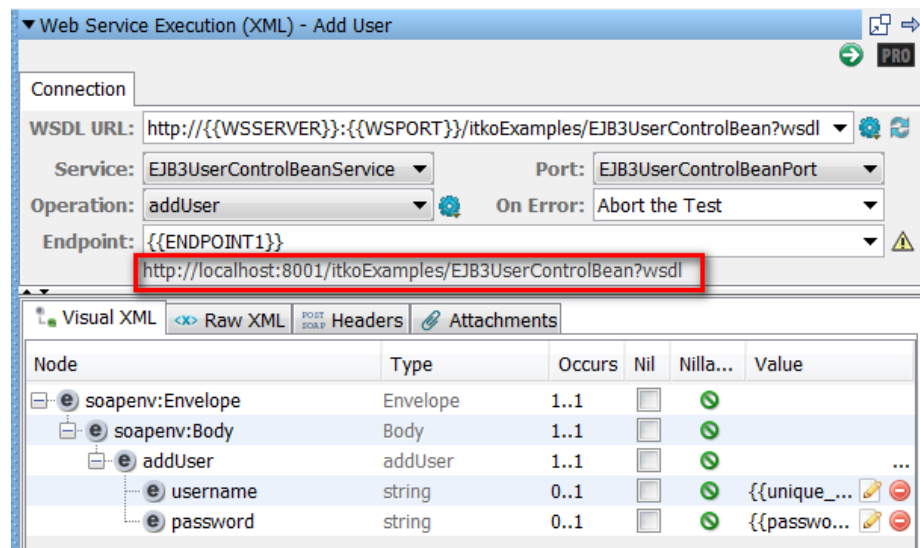 Web Service Execution (XML) - Add User
PRO
Connection
WSDL URL: http://{{WSSERVER}}:{{WSPORT}}/itkoExamples/EJB3UserControlBean?wsdl
Service: EJB3UserControlBeanService Port: EJB3UserControlBeanPort
Operation: addUser On Error: Abort the Test
Endpoint: {{ENDPOINT1}}
http://localhost:8001/itkoExamples/EJB3UserControlBean?wsdl
Visual XML <x> Raw XML POST SOAP Headers Attachments
Node Type Occurs Nil Nilla... Value
e soapenv:Envelope Envelope 1..1
e soapenv:Body Body 1..1
e addUser addUser 1..1 ...
e username string 0..1 {{unique_...
e password string 0..1 {{passwo...